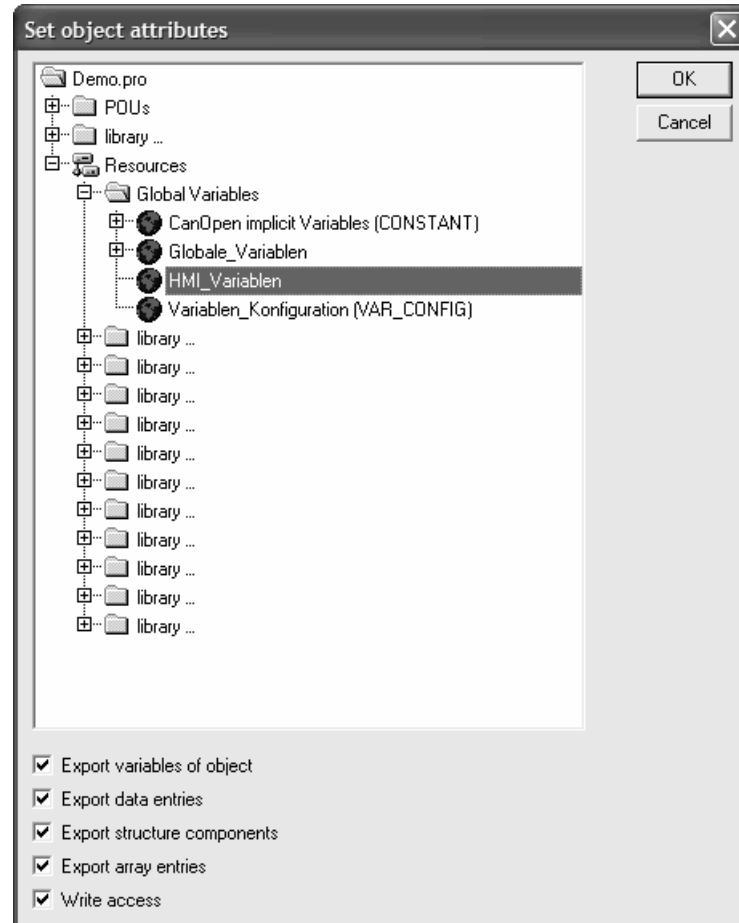 Set object attributes
Demo.pro
OK
POUs
Cancel
library ...
Resources
Global Variables
CanOpen implicit Variables (CONSTANT)
Globale_Variablen
HMI_Variablen
Variablen_Konfiguration (VAR_CONFIG)
library ...
library ...
library ...
library ...
library ...
library ...
library ...
library ...
library ...
library ...
library ...
Export variables of object
Export data entries
Export structure components
Export array entries
Write access